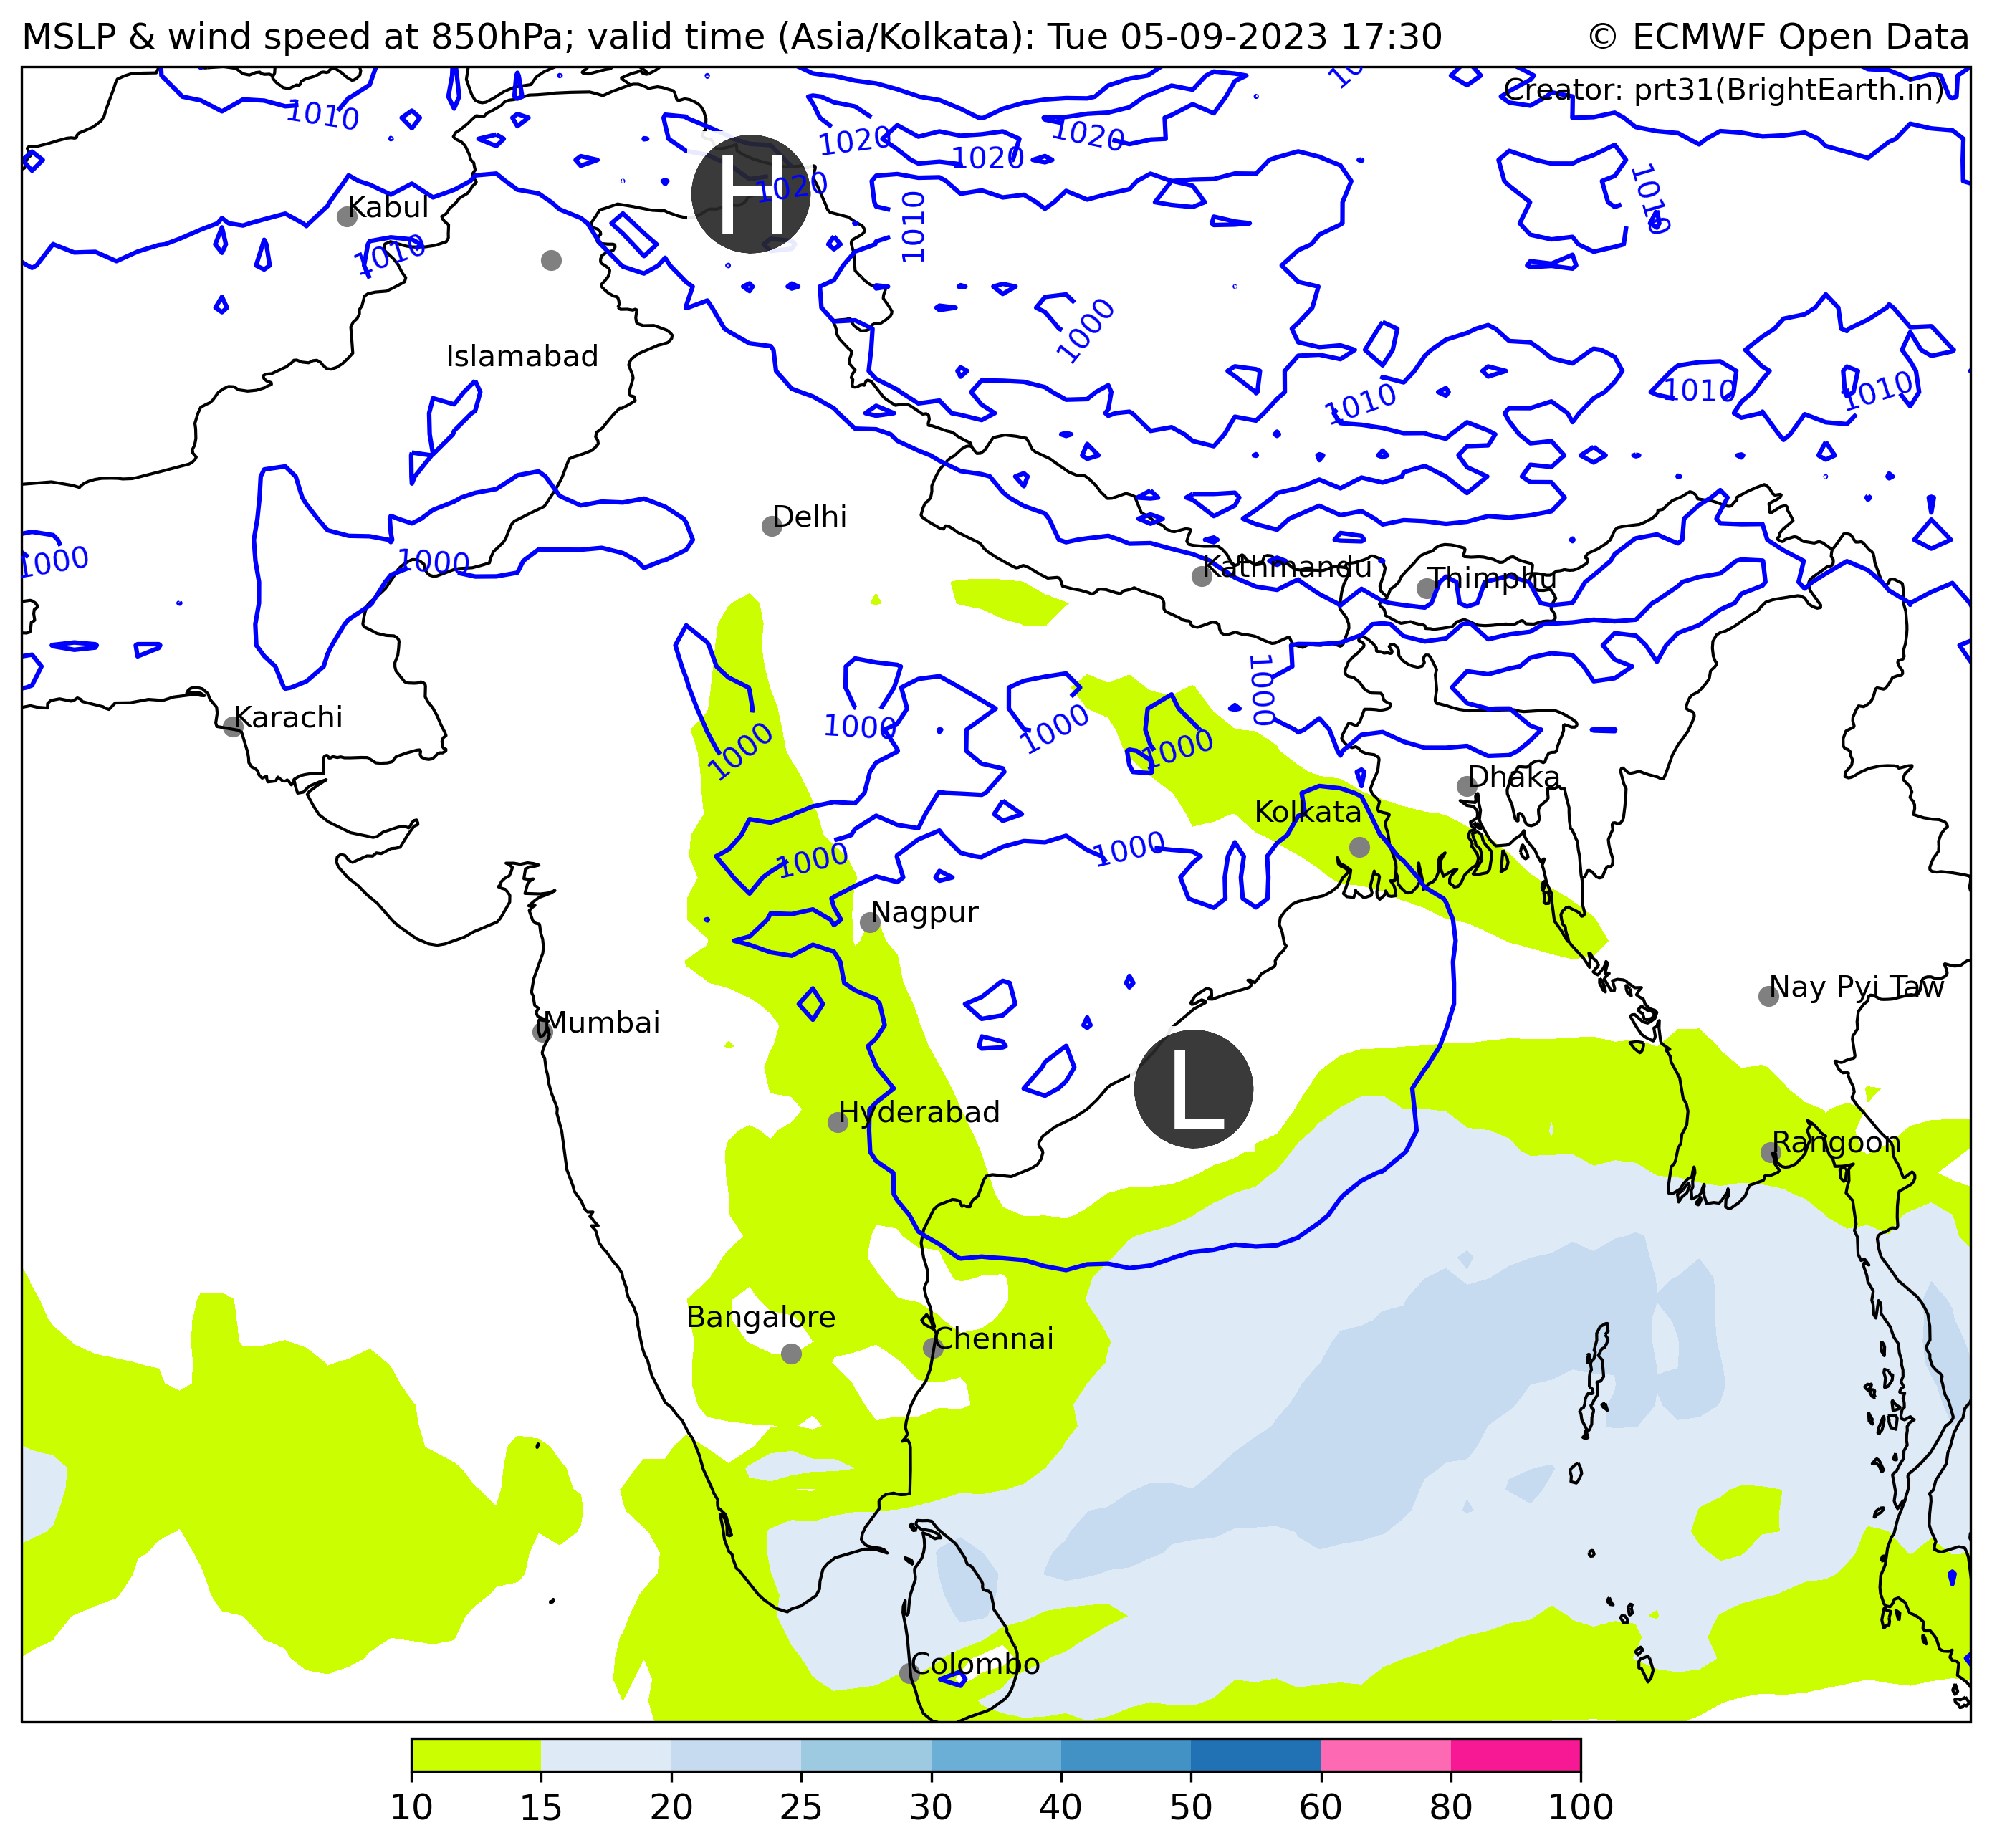 MSLP & wind speed at 850hPa; valid time (Asia/Kolkata): Tue 05-09-2023 17:30
© ECMWF Open Data
Creator: prt31(BrightEarth.in)
1010
1020
1020
1020
H
1020
1010
1010
Kabul
1010
1000
Islamabad
1010
1010
1010
Delhi
1000
1000
Kathmandu
Thimphu
1000
Karachi
1000
1000
1000
1000
Dhaka
Kolkata
1000
1000
Nagpur
Nay Pyi Taw
Mumbai
L
Hyderabad
Rangoon
Bangalore
Chennai
Colombo
10 15 20 25 30 40 50 60 80 100